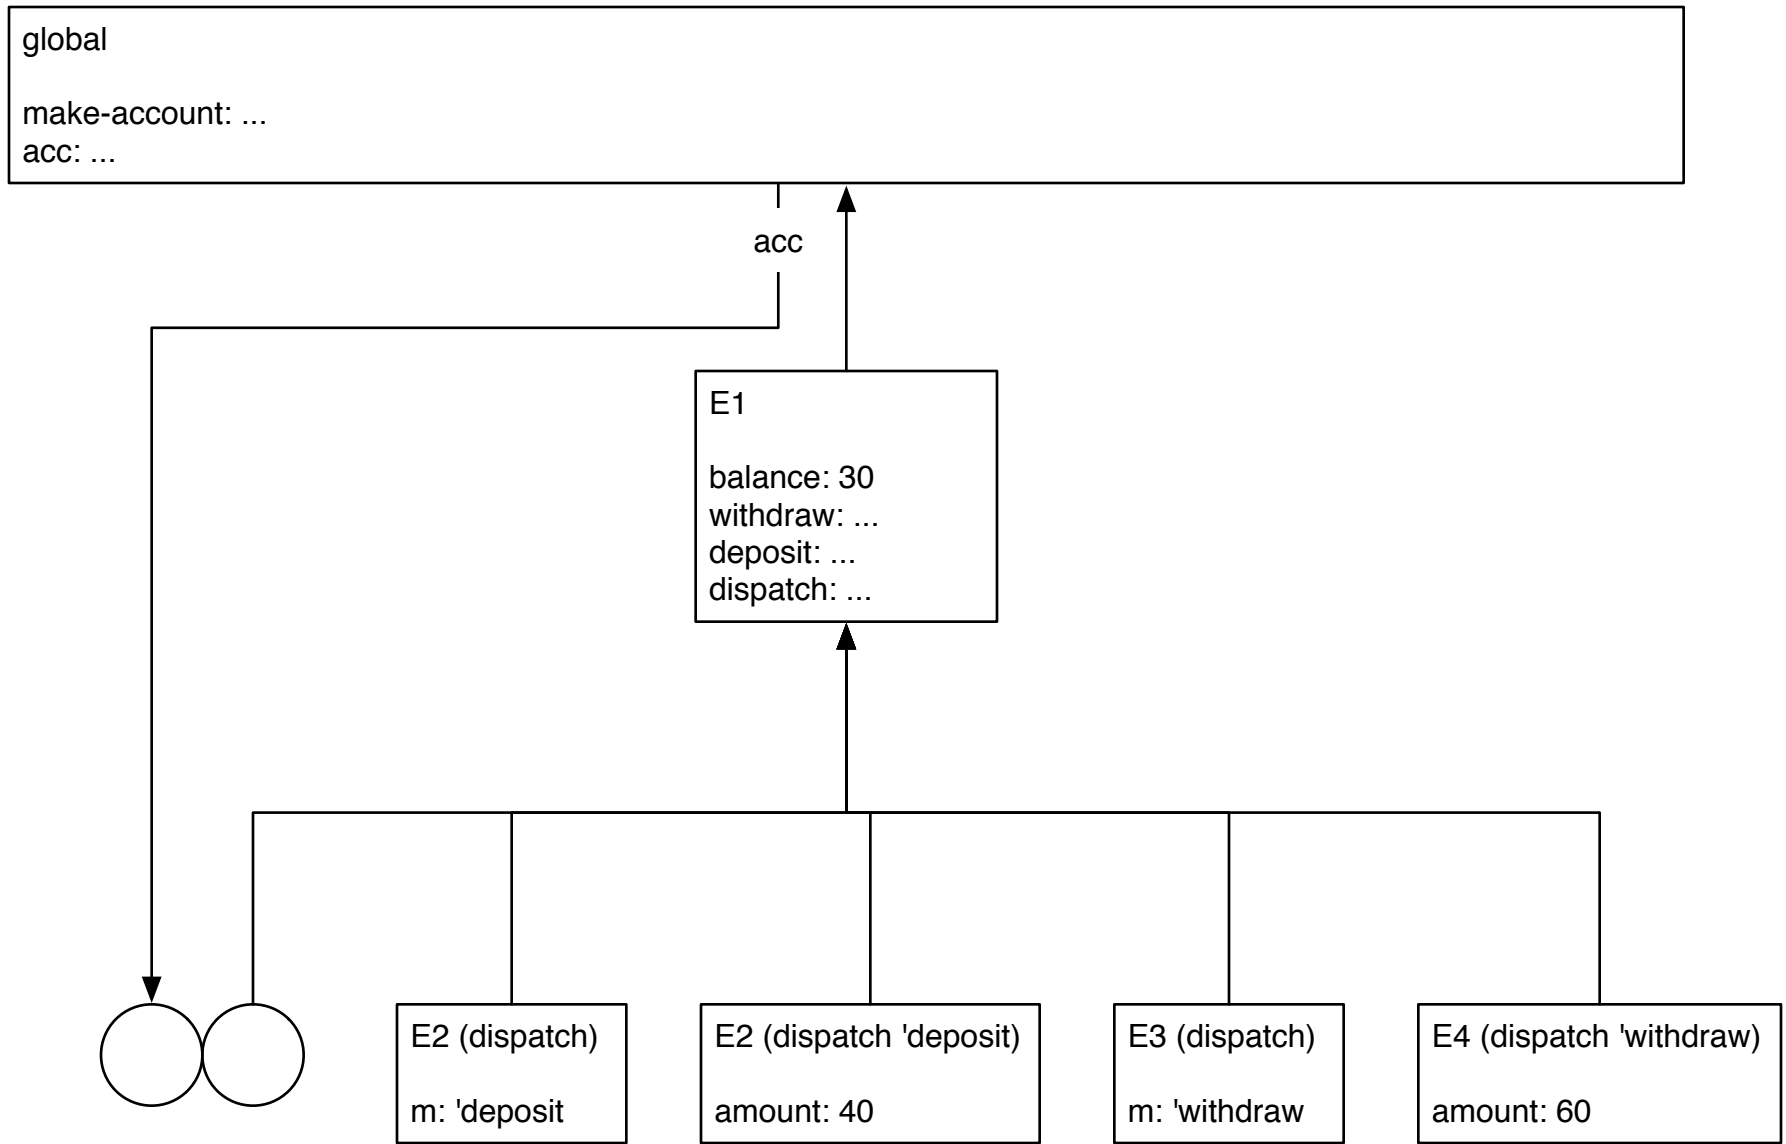 global
make-account: ...
acc: ...
acc
E1
balance: 30
withdraw: ...
deposit: ...
dispatch: ...
E2 (dispatch)
m: 'deposit
E2 (dispatch 'deposit)
amount: 40
E3 (dispatch)
m: 'withdraw
E4 (dispatch 'withdraw)
amount: 60